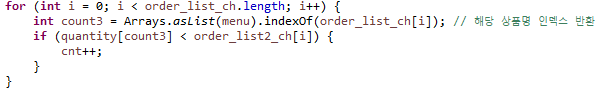 for (int i = 0; i < order_list_ch.length; i++) {
    int count3 = Arrays.asList(menu).indexOf(order_list_ch[i]); // 해당 상품명 인덱스 반환
    if (quantity[count3] < order_list2_ch[i]) {
        cnt++;
    }
}